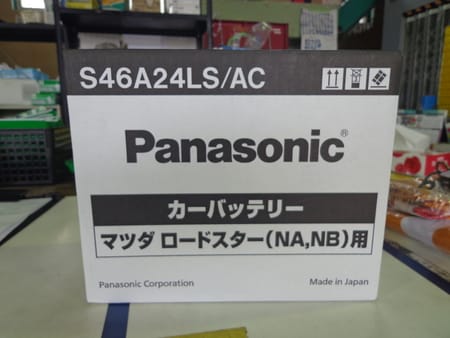 S46A24LS/AC
Panasonic®
カーバッテリー
マツダ ロードスター(NA,NB)用
Panasonic Corporation
Made in Japan